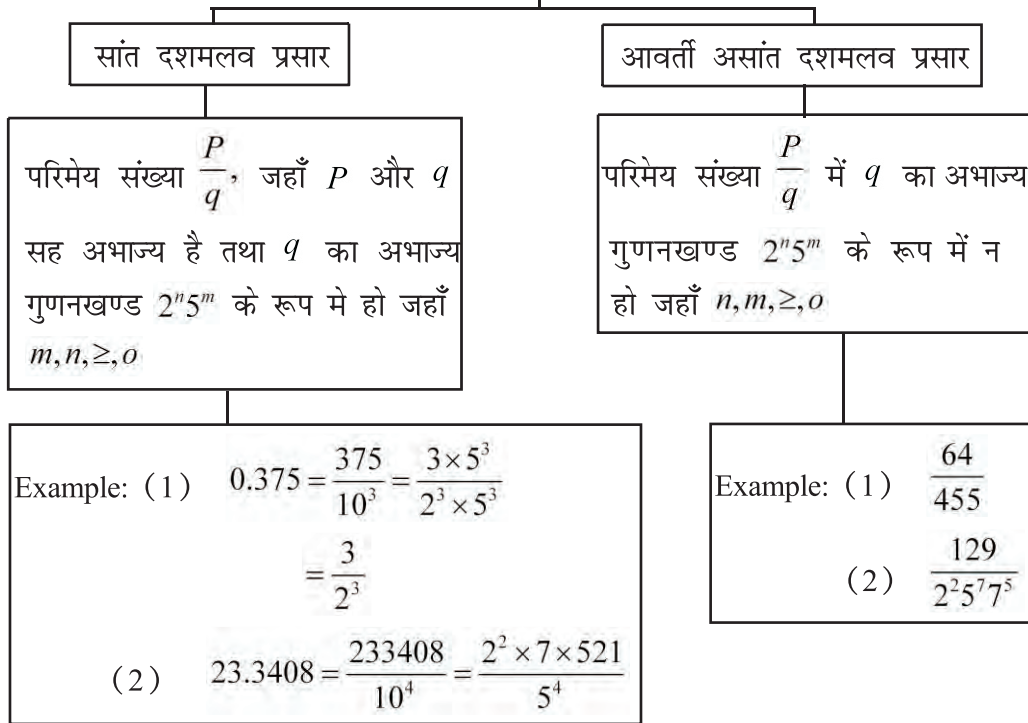 सांत दशमलव प्रसार
आवर्ती असांत दशमलव प्रसार
परिमेय संख्या P/q, जहाँ P और q
सह अभाज्य है तथा q का अभाज्य
गुणनखण्ड 2ⁿ5ᵐ के रूप मे हो जहाँ
m,n,≥,o
परिमेय संख्या P/q में q का अभाज्य
गुणनखण्ड 2ⁿ5ᵐ के रूप में न
हो जहाँ n,m,≥,o
Example: (1) 0.375 = 375/10³ = 3×5³/2³×5³
= 3/2³
(2) 23.3408 = 233408/10⁴ = 2²×7×521/5⁴
Example: (1) 64/455
(2) 129/2²5⁷7⁵